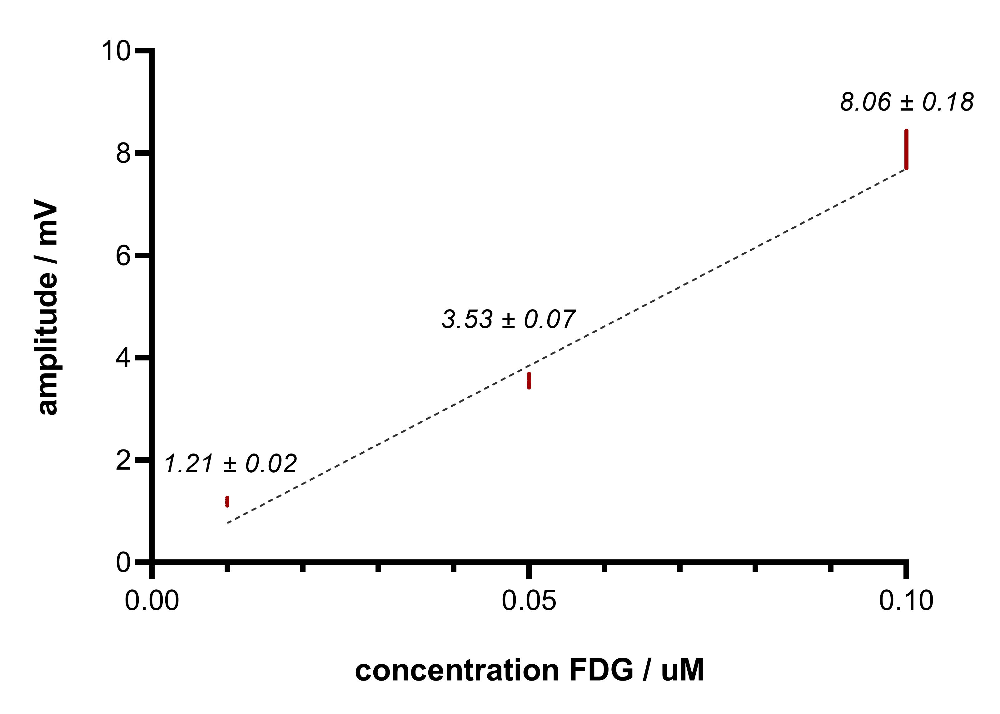 10
8.06 ± 0.18
8
6
3.53 ± 0.07
4
2
1.21 ± 0.02
0
0.00
0.05
0.10
amplitude / mV
concentration FDG / uM